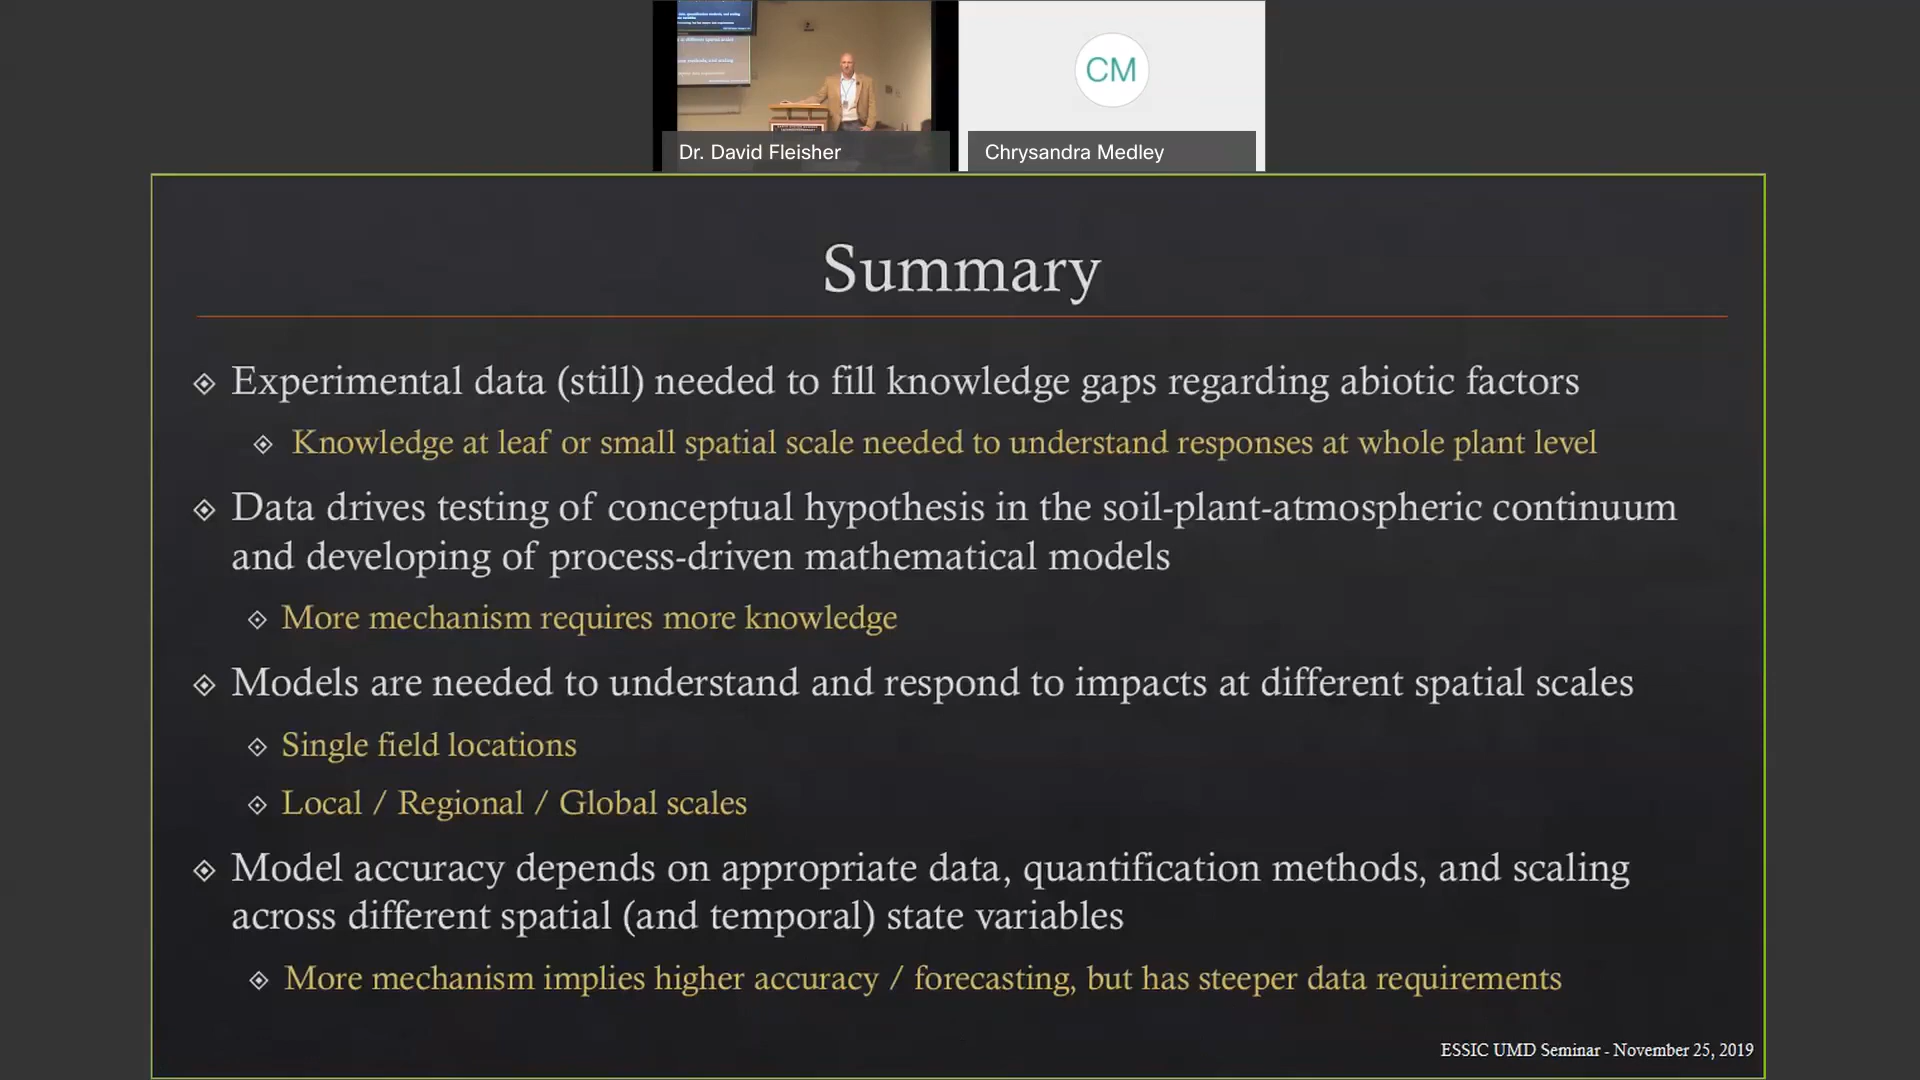 Dr. David Fleisher
CM
Chrysandra Medley
Summary
Experimental data (still) needed to fill knowledge gaps regarding abiotic factors
Knowledge at leaf or small spatial scale needed to understand responses at whole plant level
Data drives testing of conceptual hypothesis in the soil-plant-atmospheric continuum
and developing of process-driven mathematical models
More mechanism requires more knowledge
Models are needed to understand and respond to impacts at different spatial scales
Single field locations
Local / Regional / Global scales
Model accuracy depends on appropriate data, quantification methods, and scaling
across different spatial (and temporal) state variables
More mechanism implies higher accuracy / forecasting, but has steeper data requirements
ESSIC UMD Seminar - November 25, 2019